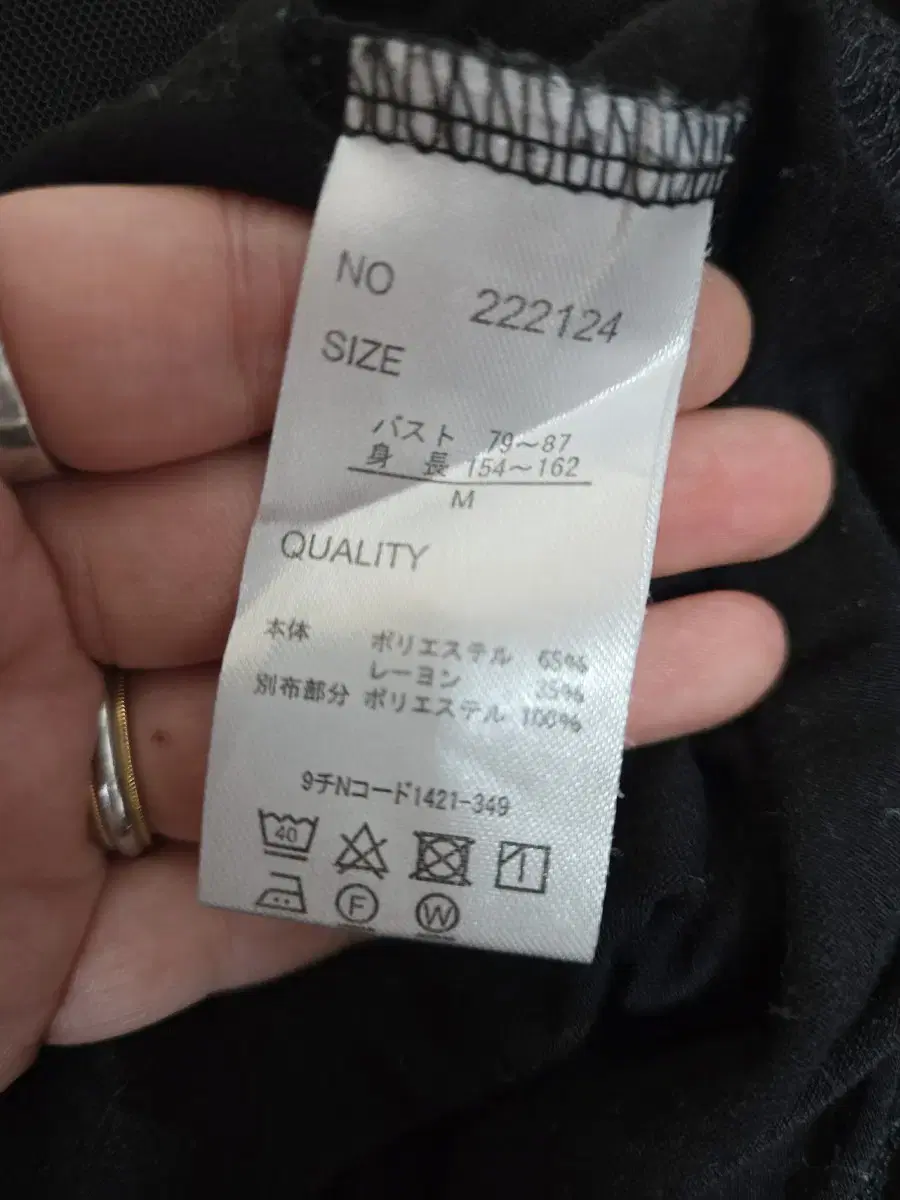 NO 222124
SIZE
バスト 79～87
身長 154～162
M
QUALITY
本体 ポリエステル 65%
レーヨン 35%
別布部分 ポリエステル 100%
9チNコード1421-349
40
F W